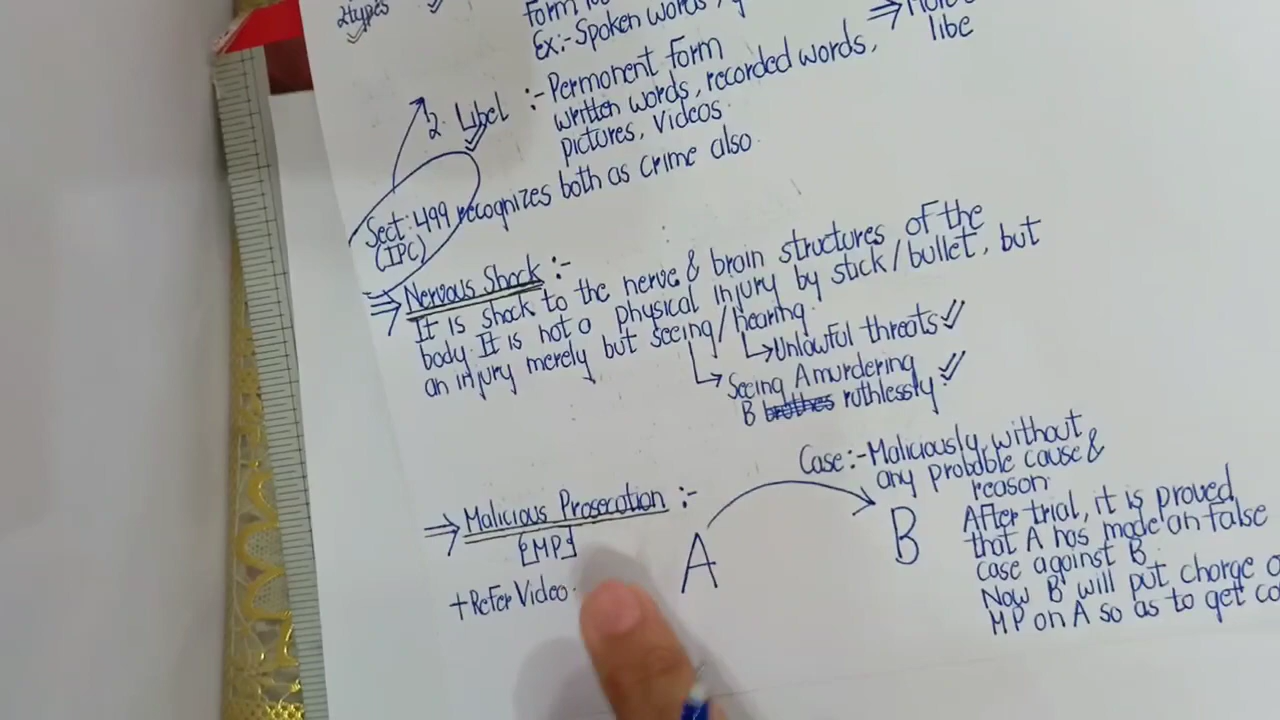 2types
Ex:- Spoken words,
2. Libel :- Permonent form
written words, recorded words,
pictures, Videos.
libe
Sect: 499 recognizes both as crime also.
(IPC)
⇒ Nervous Shock :-
It is shock to the nerve & brain structures of the
body. It is not a physical injury by stick/bullet, but
an injury merely but seeing/hearing.
Unlawful threats
Seeing A murdering
B ruthlessly
⇒ Malicious Prosecution :-
[MP]
+ Refer Video.
A
B
Case:- Maliciously, without
any probable cause &
reason
After trial, it is proved
that A has made an false
case against B.
Now B will put charge
MP on A so as to get